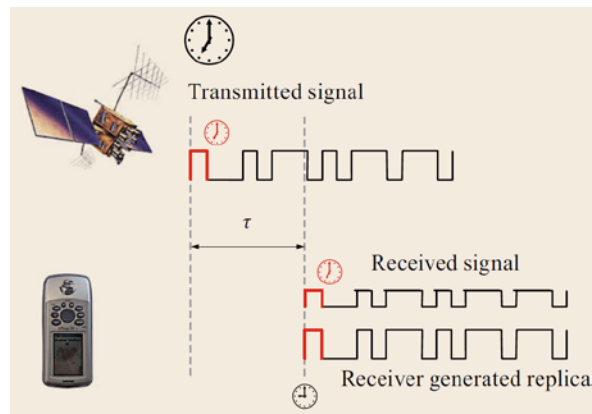 Transmitted signal
τ
Received signal
Receiver generated replica